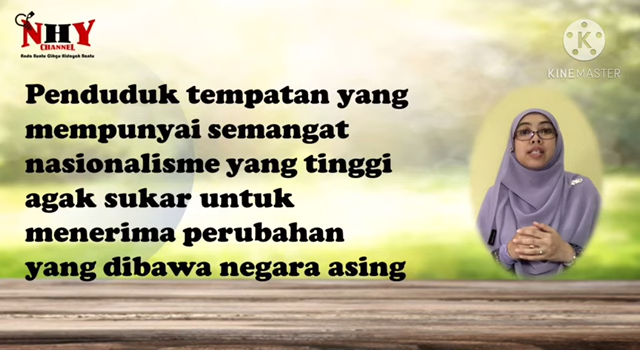 NHY
CHANNEL
KINEMASTER
Penduduk tempatan yang
mempunyai semangat
nasionalisme yang tinggi
agak sukar untuk
menerima perubahan
yang dibawa negara asing